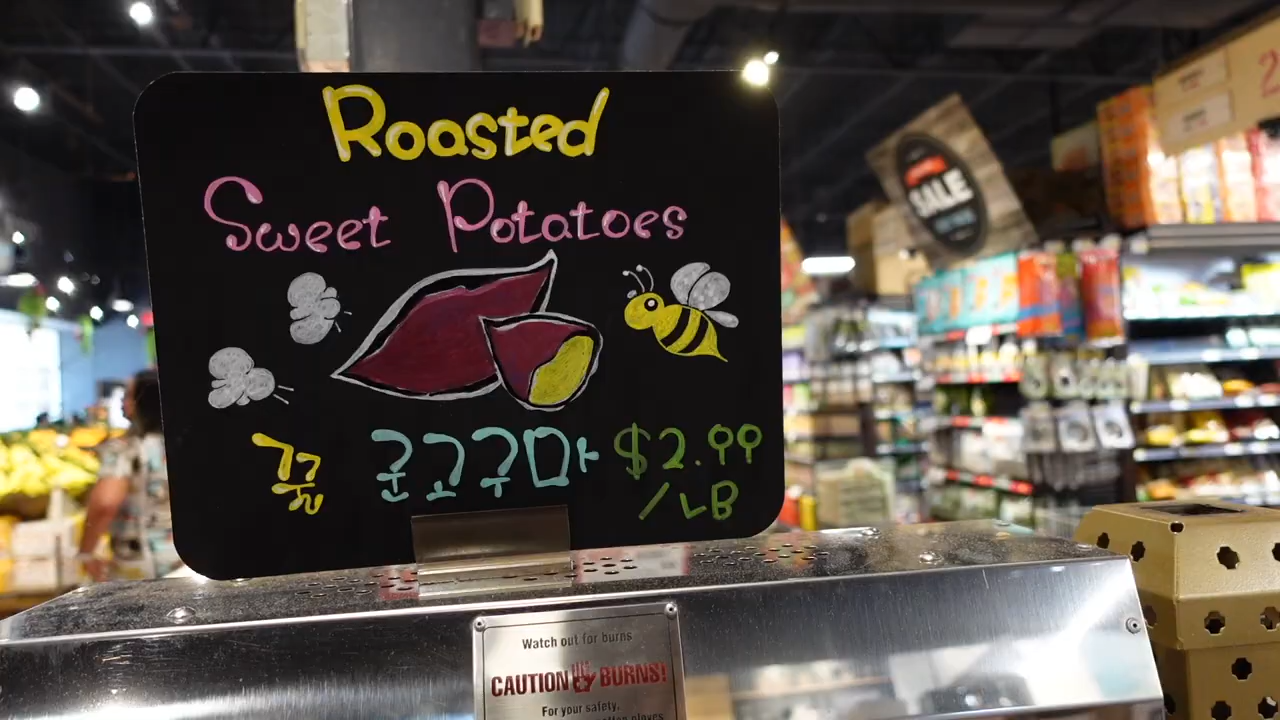 Roasted
Sweet Potatoes
꿀 군고구마 $2.99
/LB
SALE
Watch out for burns
CAUTION BURNS!
For your safety,